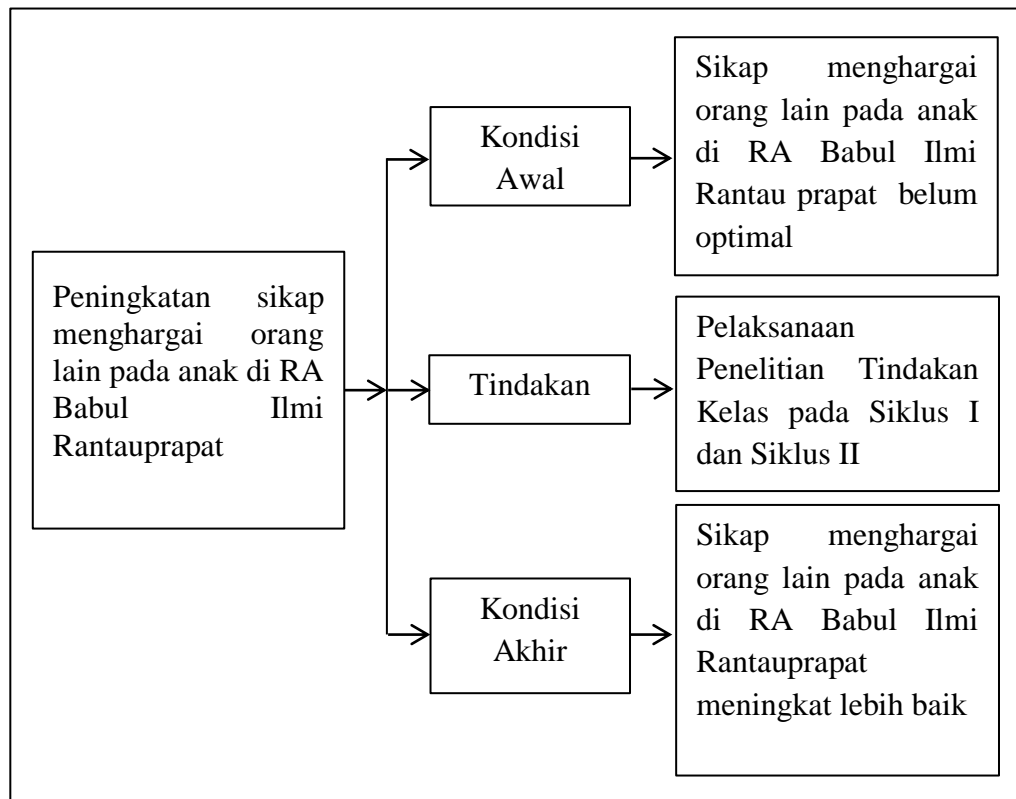 Peningkatan sikap
menghargai orang
lain pada anak di RA
Babul Ilmi
Rantauprapat
Kondisi
Awal
Sikap menghargai
orang lain pada anak
di RA Babul Ilmi
Rantau prapat belum
optimal
Tindakan
Pelaksanaan
Penelitian Tindakan
Kelas pada Siklus I
dan Siklus II
Kondisi
Akhir
Sikap menghargai
orang lain pada anak
di RA Babul Ilmi
Rantauprapat
meningkat lebih baik